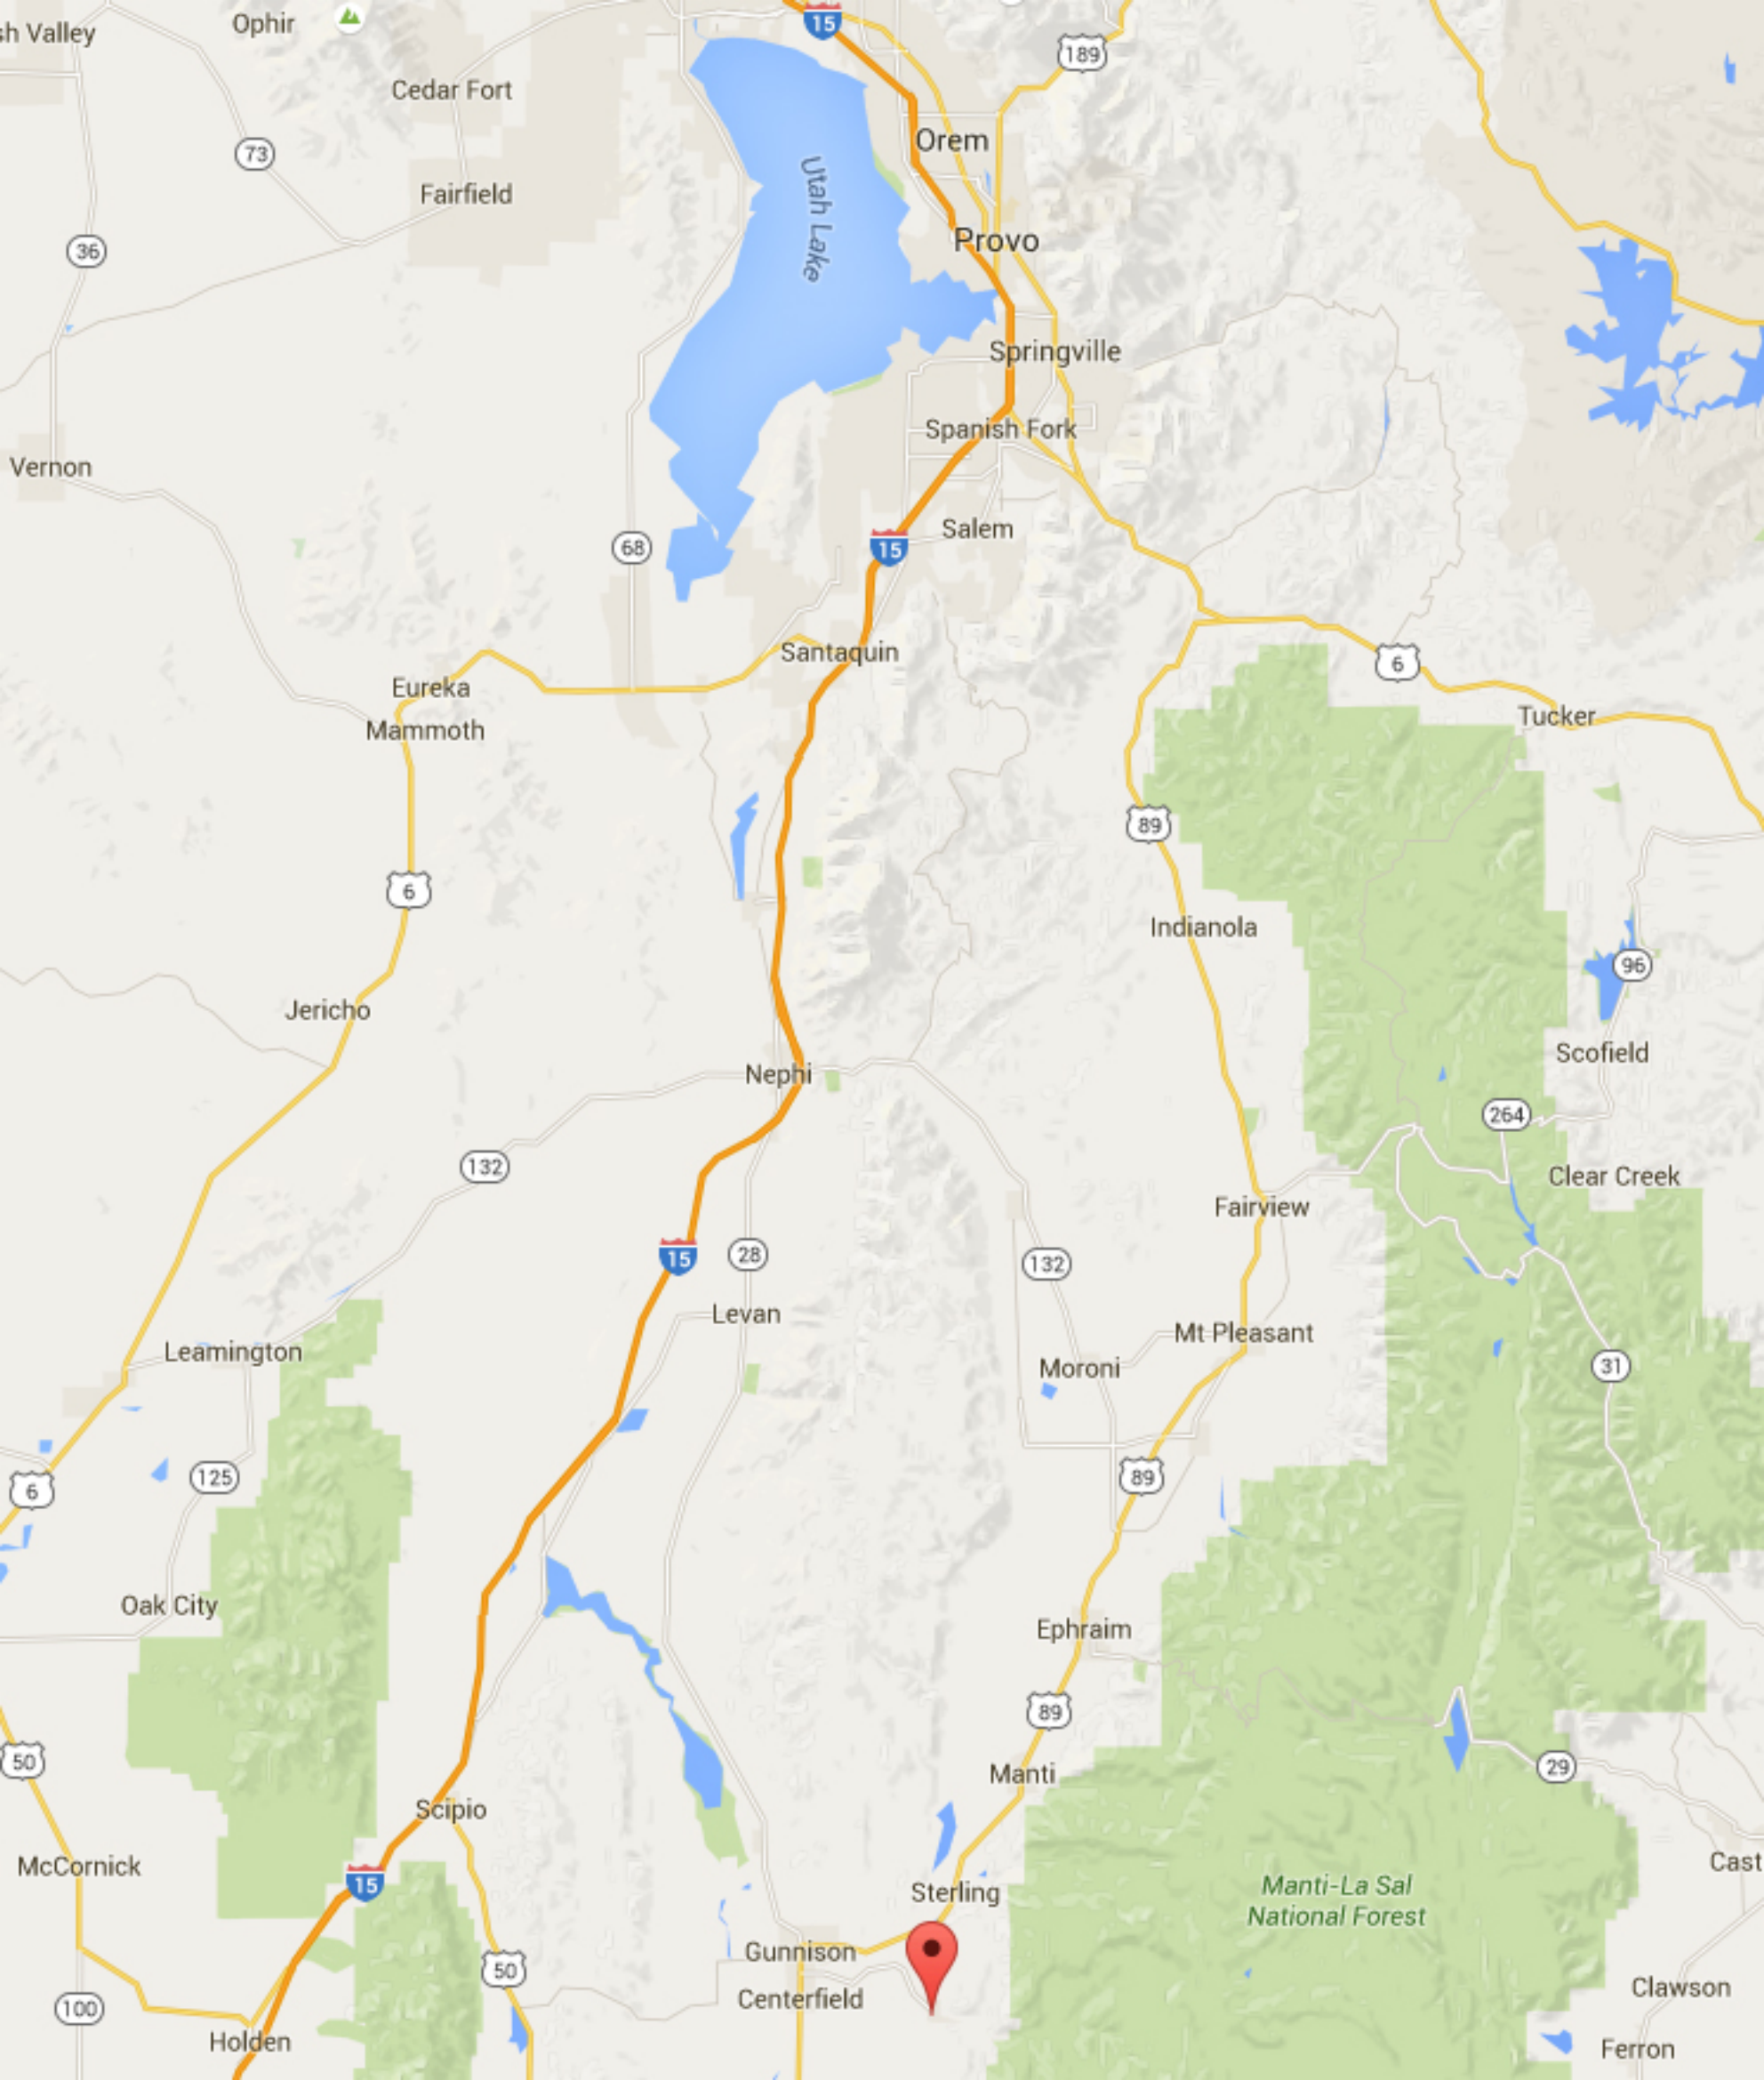 sh Valley
Ophir
15
189
Cedar Fort
Orem
73
Utah Lake
Fairfield
Provo
36
Springville
Spanish Fork
Vernon
Salem
68
15
Santaquin
6
Eureka
Tucker
Mammoth
89
6
Indianola
96
Jericho
Scofield
Nephi
264
132
Clear Creek
Fairview
15
28
132
Levan
Mt Pleasant
Leamington
Moroni
31
125
89
6
Oak City
Ephraim
89
50
Manti
29
Scipio
McCornick
Cast
15
Sterling
Manti-La Sal
National Forest
Gunnison
50
Centerfield
Clawson
100
Holden
Ferron